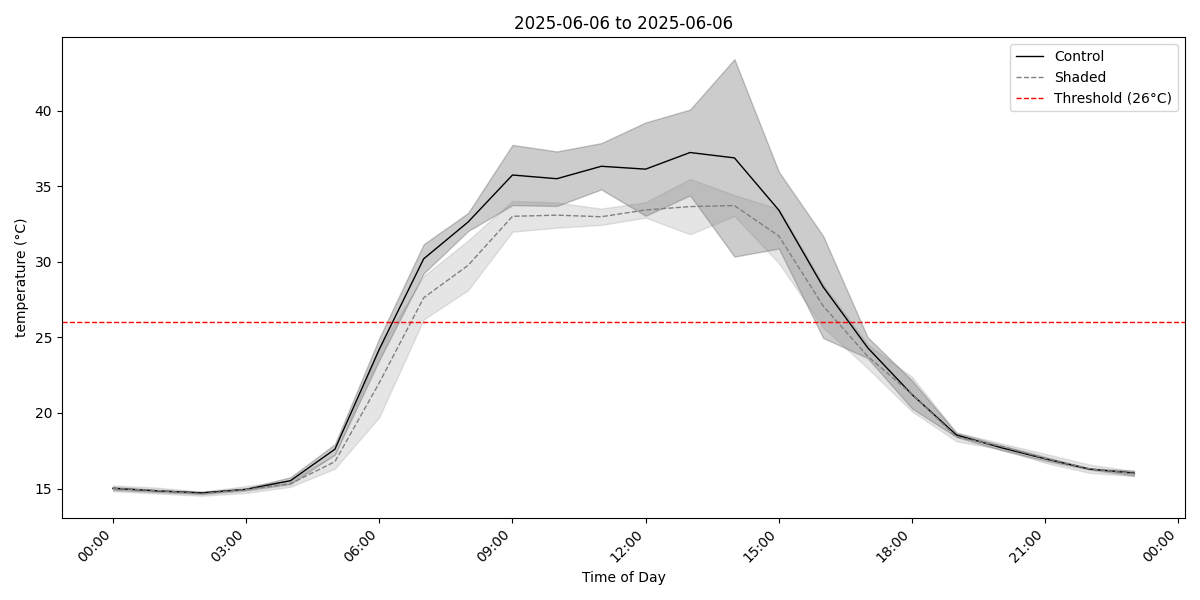 2025-06-06 to 2025-06-06
Control
Shaded
Threshold (26°C)
temperature (°C)
40
35
30
25
20
15
00:00
03:00
06:00
09:00
12:00
15:00
18:00
21:00
00:00
Time of Day